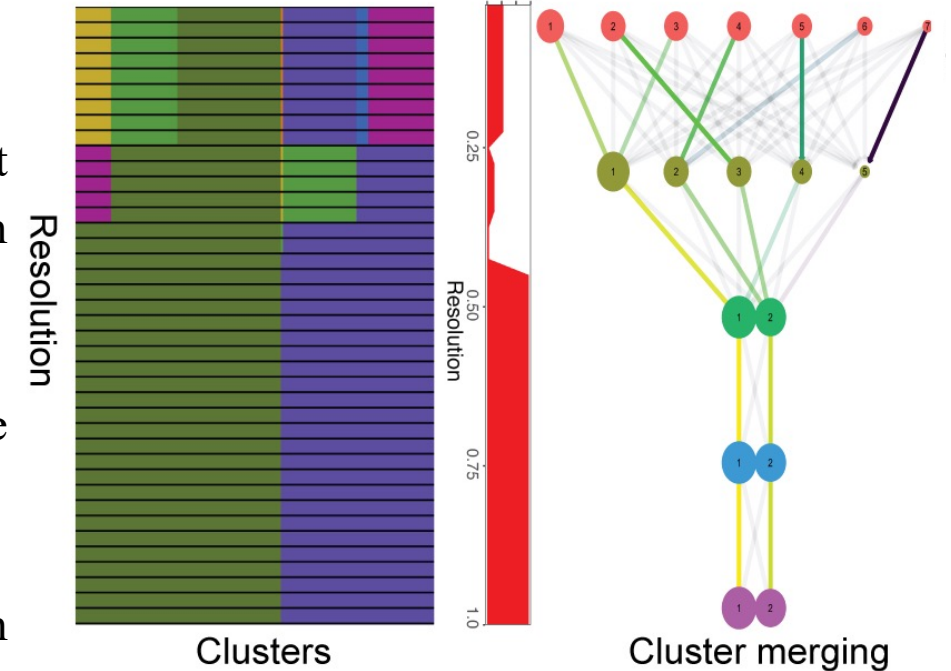 1 2 3 4 5 6 7
0.25
1 2 3 4 5
t
n
Resolution
Resolution
0.50
1 2
e
0.75
1 2
n
1.0
1 2
Clusters
Cluster merging